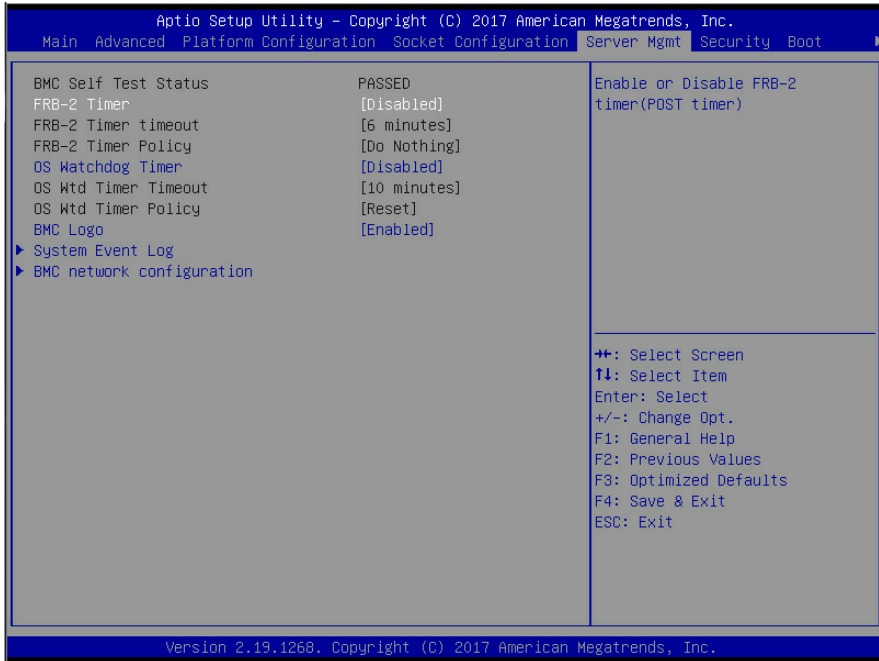 Aptio Setup Utility – Copyright (C) 2017 American Megatrends, Inc.
Main Advanced Platform Configuration Socket Configuration Server Mgmt Security Boot
BMC Self Test Status PASSED
FRB-2 Timer [Disabled]
FRB-2 Timer timeout [6 minutes]
FRB-2 Timer Policy [Do Nothing]
OS Watchdog Timer [Disabled]
OS Wtd Timer Timeout [10 minutes]
OS Wtd Timer Policy [Reset]
BMC Logo [Enabled]
System Event Log
BMC network configuration
Enable or Disable FRB-2
timer(POST timer)
→←: Select Screen
↑↓: Select Item
Enter: Select
+/-: Change Opt.
F1: General Help
F2: Previous Values
F3: Optimized Defaults
F4: Save & Exit
ESC: Exit
Version 2.19.1268. Copyright (C) 2017 American Megatrends, Inc.